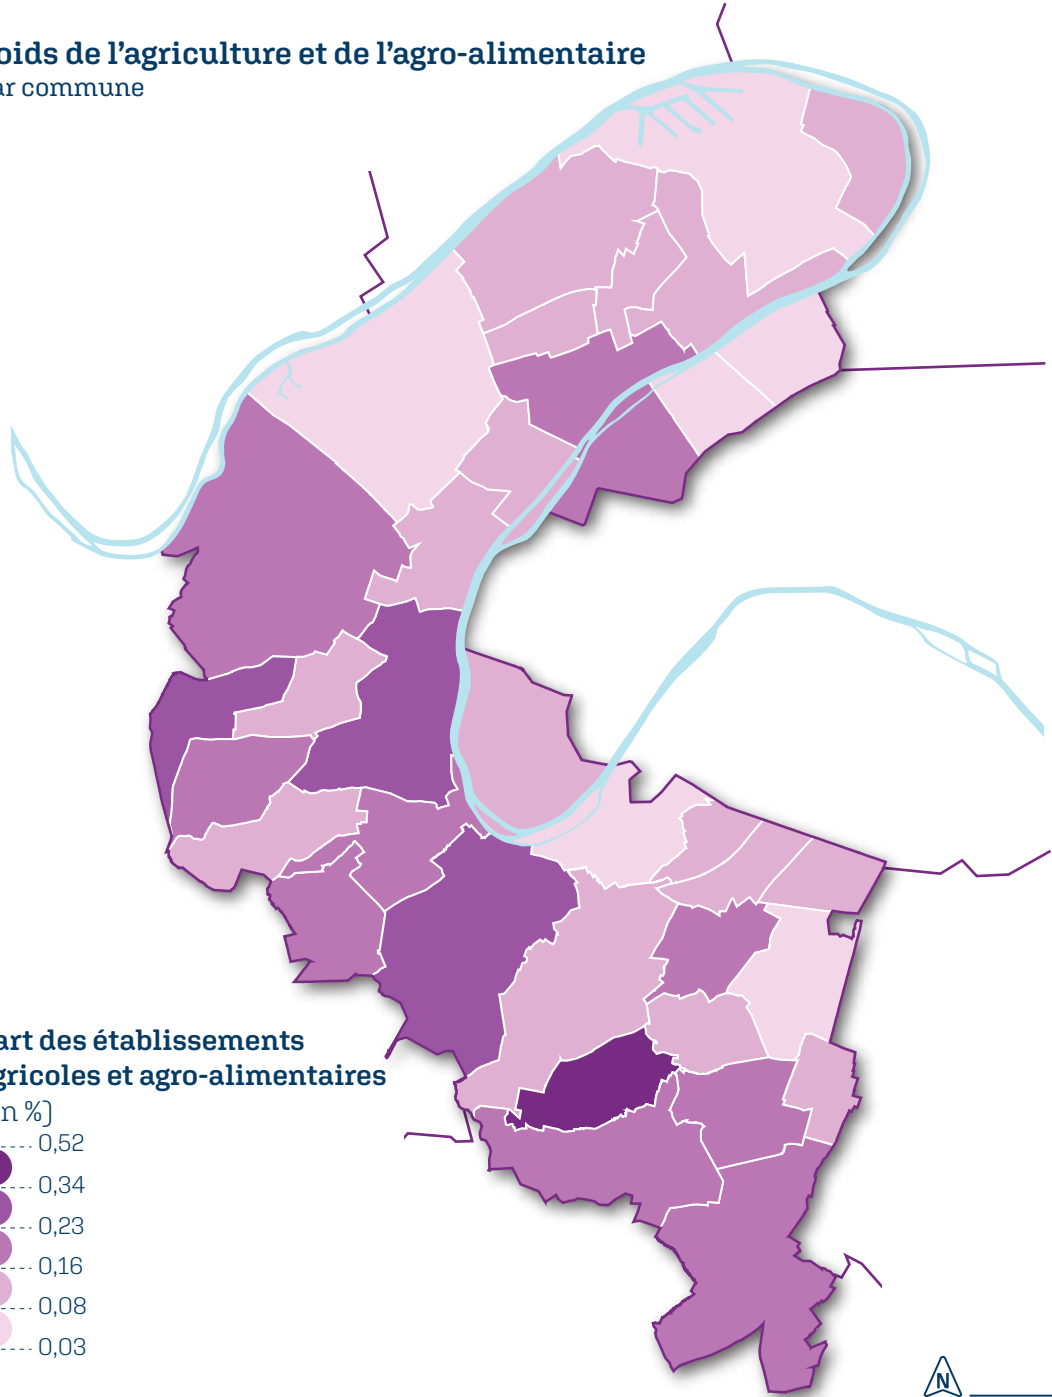 oids de l’agriculture et de l’agro-alimentaire
ar commune
art des établissements
gricoles et agro-alimentaires
n %)
0,52
0,34
0,23
0,16
0,08
0,03
N